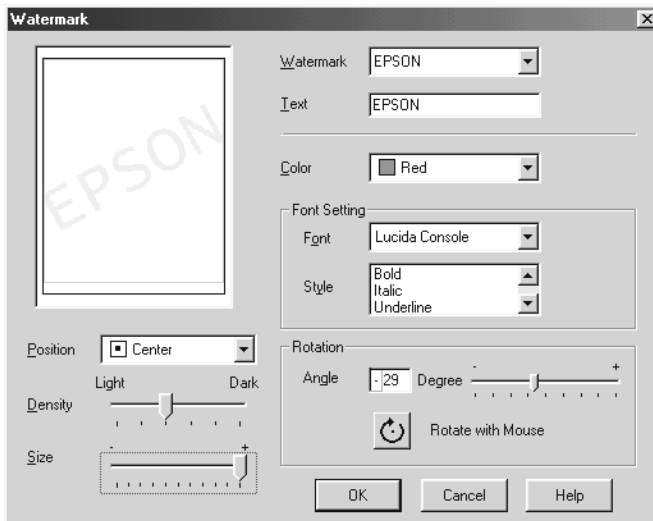 Watermark
EPSON
Watermark EPSON
Text EPSON
Color Red
Font Setting
Font Lucida Console
Style Bold
Italic
Underline
Position Center
Light Dark
Density
Size - +
Rotation
- +
Angle -29 Degree
Rotate with Mouse
OK Cancel Help